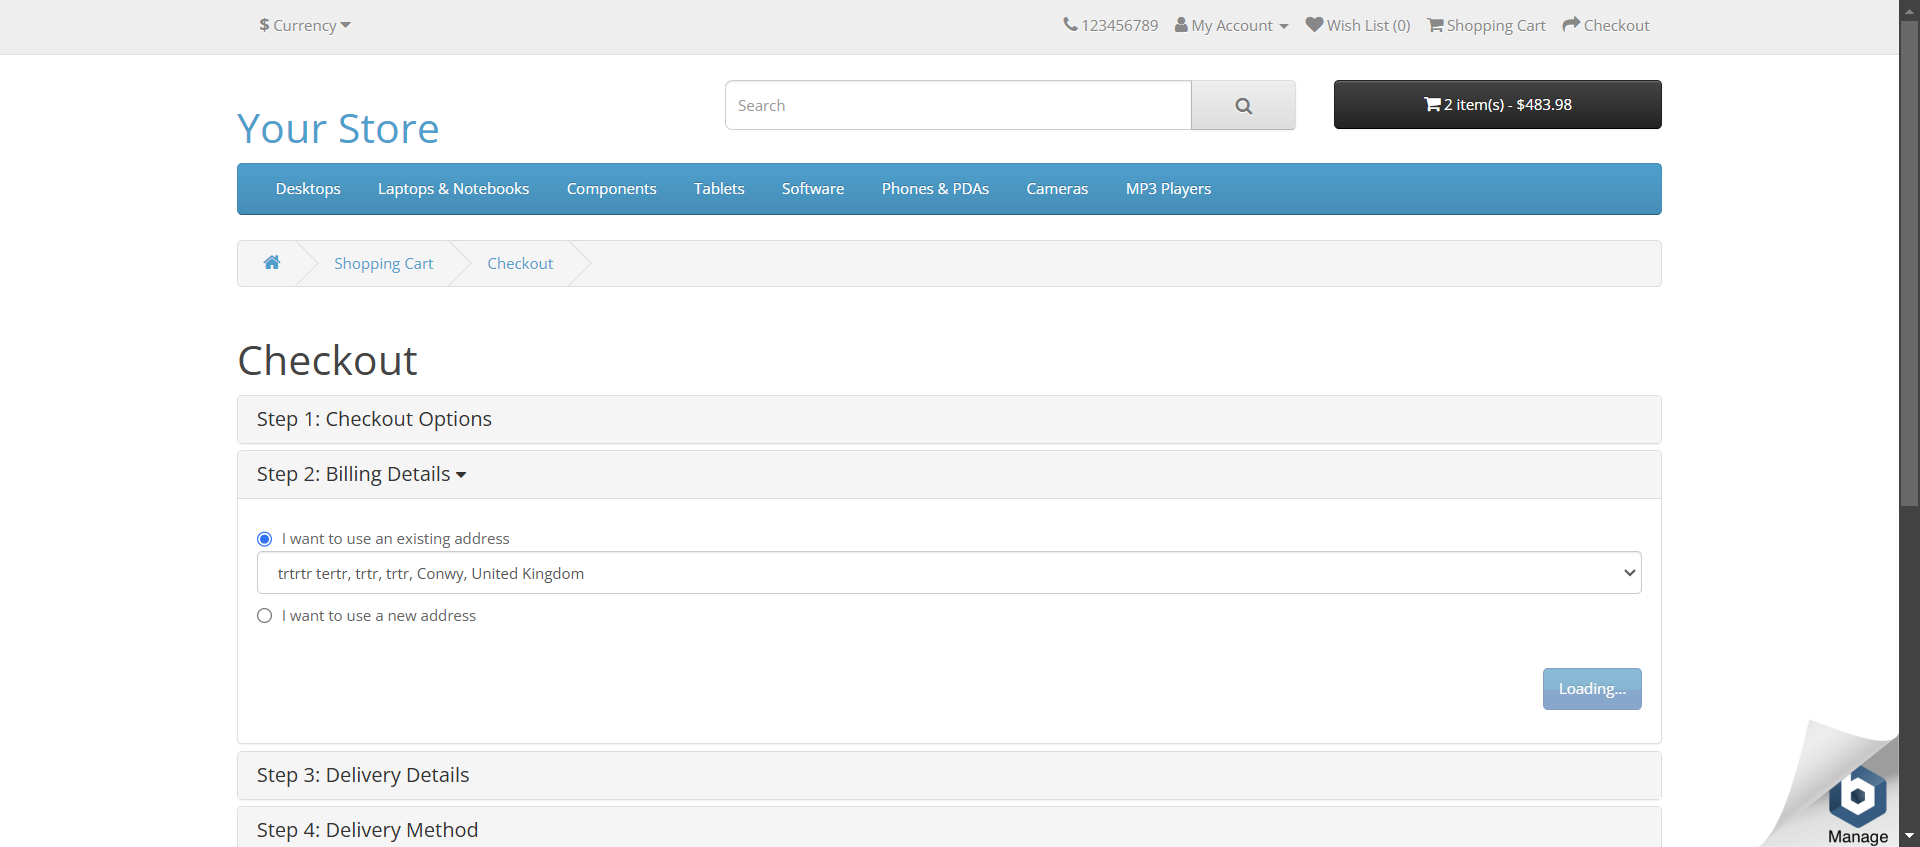 $ Currency
123456789 My Account Wish List (0) Shopping Cart Checkout
Your Store
Search
2 item(s) - $483.98
Desktops Laptops & Notebooks Components Tablets Software Phones & PDAs Cameras MP3 Players
Shopping Cart Checkout
Checkout
Step 1: Checkout Options
Step 2: Billing Details
I want to use an existing address
trtrtr tertr, trtr, trtr, Conwy, United Kingdom
I want to use a new address
Loading...
Step 3: Delivery Details
Step 4: Delivery Method
b
Manage